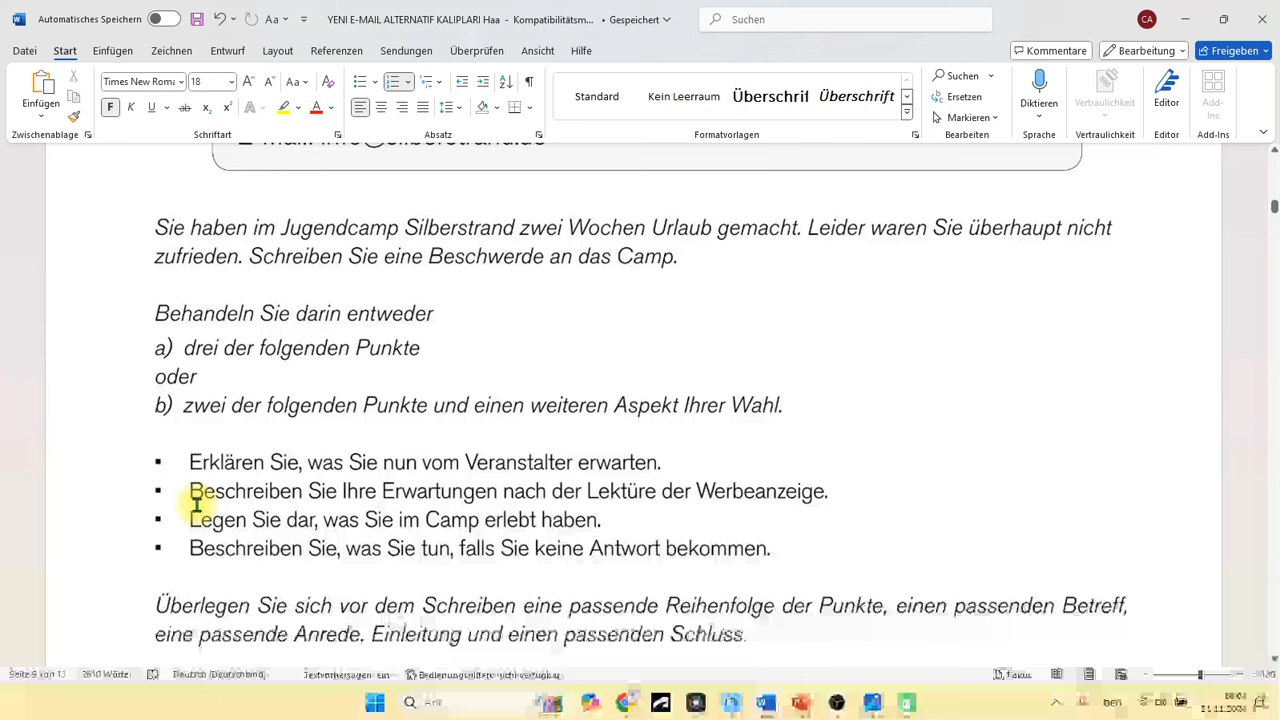 Automatisches Speichern
Aa
YENI E-MAIL ALTERNATIF KALIPLARI Haa - Kompatibilitätsm... • Gespeichert
Suchen
CA
Datei Start Einfügen Zeichnen Entwurf Layout Referenzen Sendungen Überprüfen Ansicht Hilfe
Kommentare Bearbeitung Freigeben
Einfügen
Times New Roma 18
Aa
F K U ab x₂ x² A A
Standard Kein Leerraum Überschrif Überschrift
Suchen
Ersetzen
Markieren
Diktieren
Vertraulichkeit
Editor
Add-Ins
Zwischenablage Schriftart Absatz Formatvorlagen Bearbeiten Sprache Vertraulichkeit Editor Add-Ins
Sie haben im Jugendcamp Silberstrand zwei Wochen Urlaub gemacht. Leider waren Sie überhaupt nicht
zufrieden. Schreiben Sie eine Beschwerde an das Camp.
Behandeln Sie darin entweder
a) drei der folgenden Punkte
oder
b) zwei der folgenden Punkte und einen weiteren Aspekt Ihrer Wahl.
▪ Erklären Sie, was Sie nun vom Veranstalter erwarten.
▪ Beschreiben Sie Ihre Erwartungen nach der Lektüre der Werbeanzeige.
▪ Legen Sie dar, was Sie im Camp erlebt haben.
▪ Beschreiben Sie, was Sie tun, falls Sie keine Antwort bekommen.
Überlegen Sie sich vor dem Schreiben eine passende Reihenfolge der Punkte, einen passenden Betreff,
eine passende Anrede. Einleitung und einen passenden Schluss.